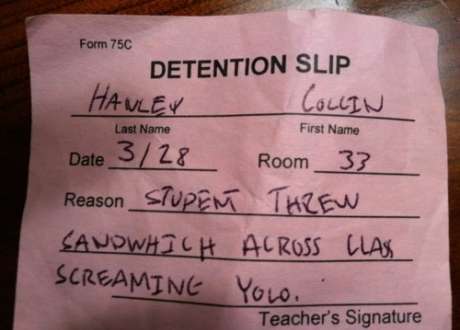 Form 75C
DETENTION SLIP
HANLEY COLLIN
Last Name First Name
Date 3/28 Room 33
Reason STUDENT THREW
SANDWHICH ACROSS CLASS
SCREAMING YOLO.
Teacher's Signature